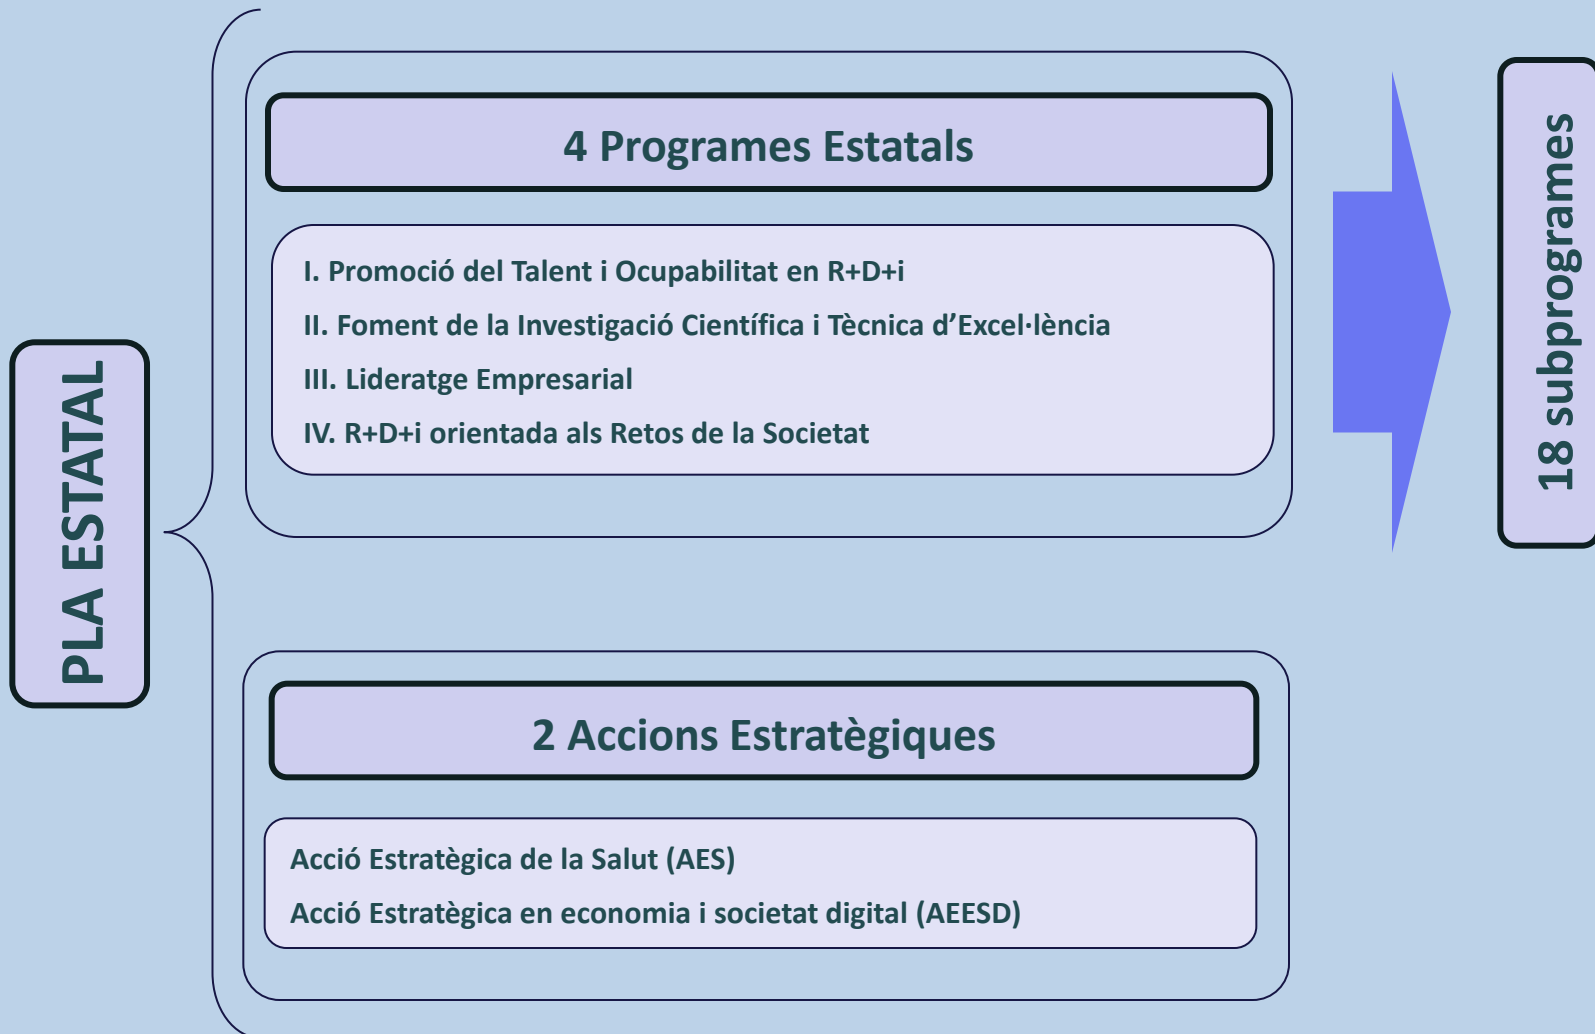 PLA ESTATAL
4 Programes Estatals
I. Promoció del Talent i Ocupabilitat en R+D+i
II. Foment de la Investigació Científica i Tècnica d’Excel·lència
III. Lideratge Empresarial
IV. R+D+i orientada als Retos de la Societat
18 subprogrames
2 Accions Estratègiques
Acció Estratègica de la Salut (AES)
Acció Estratègica en economia i societat digital (AEESD)